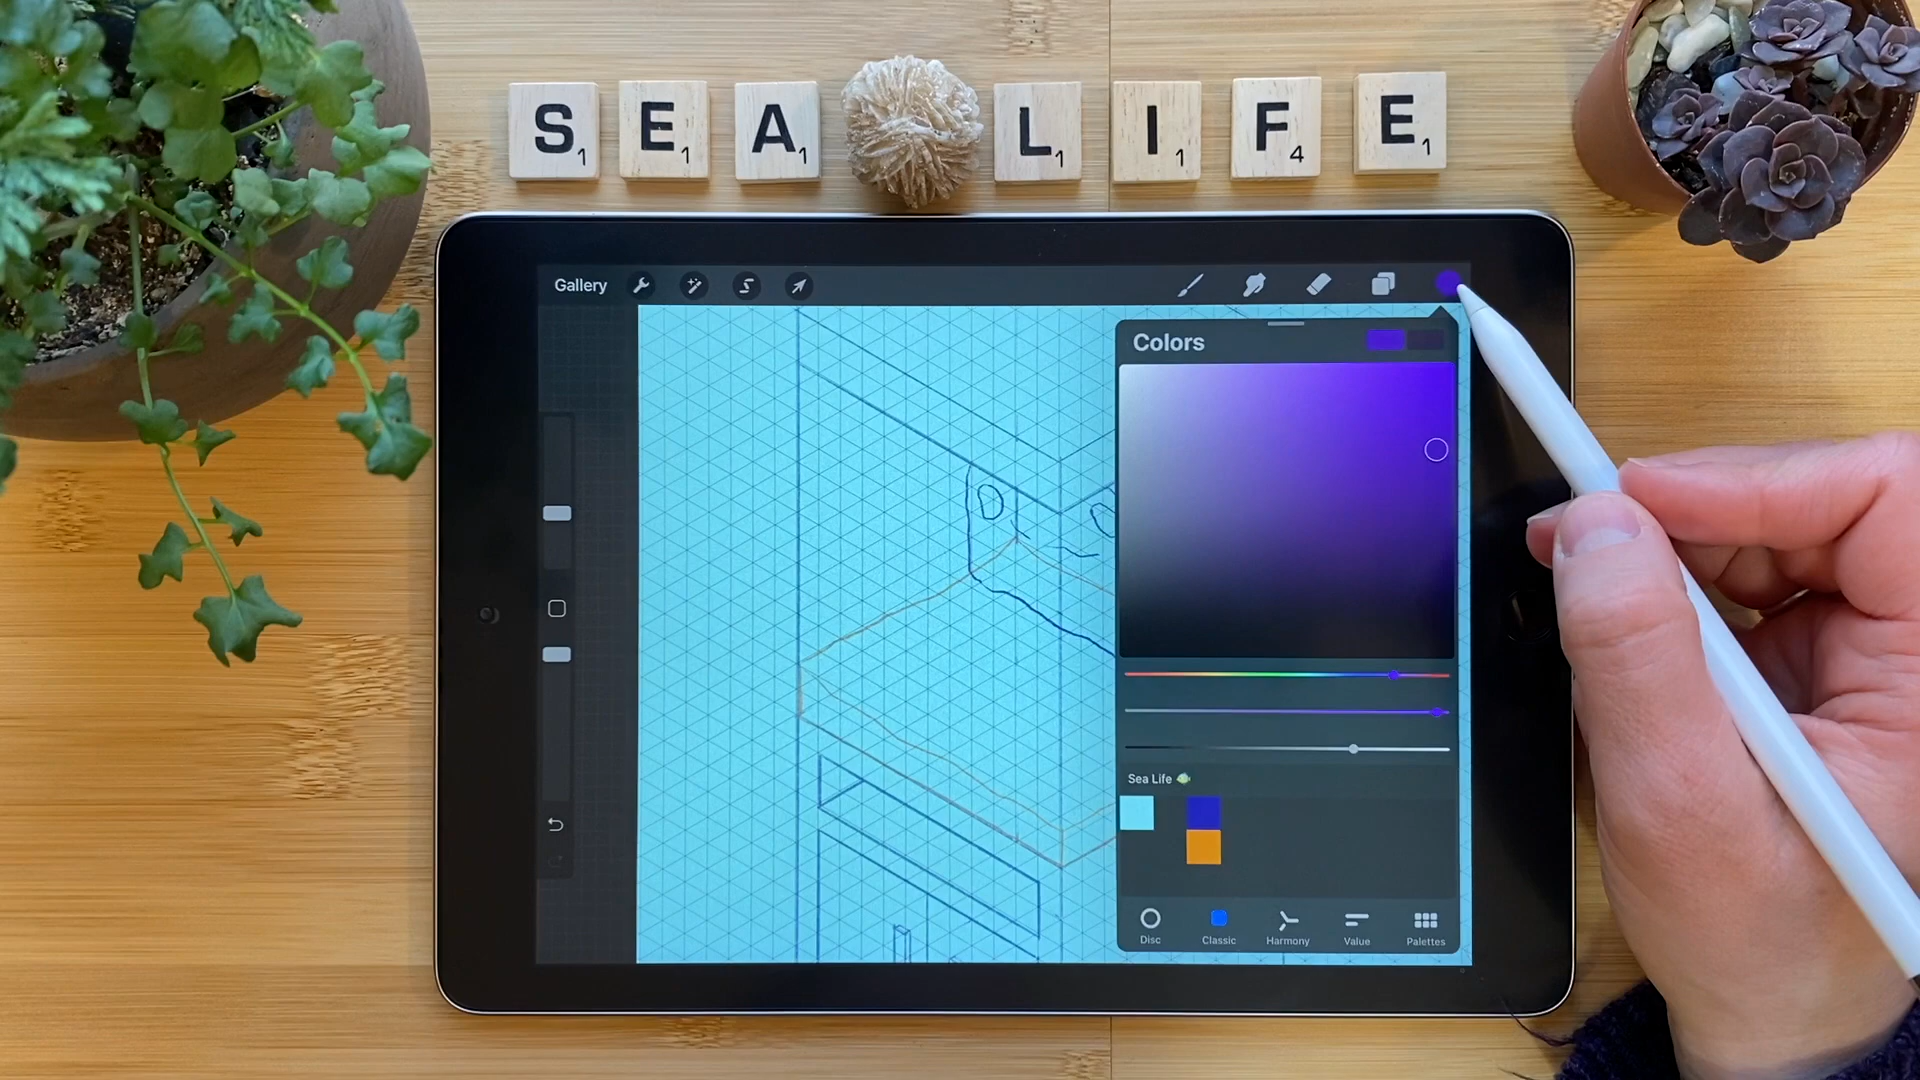 S1 E1 A1 L1 I1 F4 E1
Gallery
Colors
Sea Life
Disc Classic Harmony Value Palettes